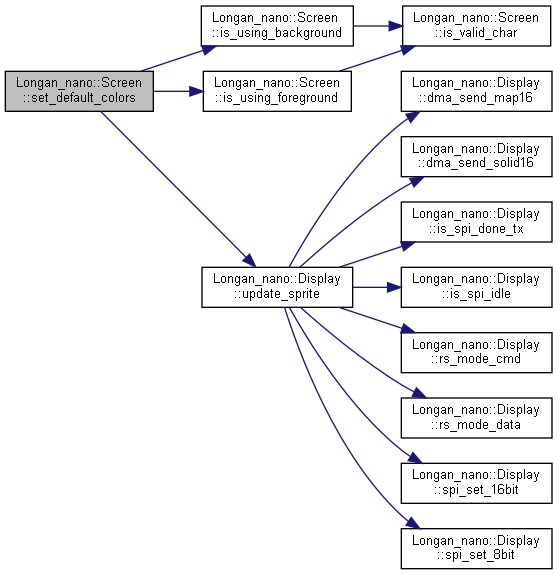 Longan_nano::Screen
::set_default_colors
Longan_nano::Screen
::is_using_background
Longan_nano::Screen
::is_using_foreground
Longan_nano::Display
::update_sprite
Longan_nano::Screen
::is_valid_char
Longan_nano::Display
::dma_send_map16
Longan_nano::Display
::dma_send_solid16
Longan_nano::Display
::is_spi_done_tx
Longan_nano::Display
::is_spi_idle
Longan_nano::Display
::rs_mode_cmd
Longan_nano::Display
::rs_mode_data
Longan_nano::Display
::spi_set_16bit
Longan_nano::Display
::spi_set_8bit